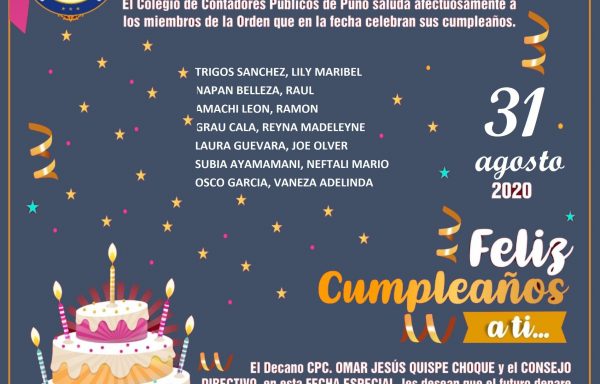 El Colegio de Contadores Públicos de Puno saluda afectuosamente a
los miembros de la Orden que en la fecha celebran sus cumpleaños.
TRIGOS SANCHEZ, LILY MARIBEL
NAPAN BELLEZA, RAUL
AMACHI LEON, RAMON
GRAU CALA, REYNA MADELEYNE
LAURA GUEVARA, JOE OLVER
SUBIA AYAMAMANI, NEFTALI MARIO
OSCO GARCIA, VANEZA ADELINDA
31
agosto
2020
Feliz
Cumpleaños
a ti...
El Decano CPC. OMAR JESÚS QUISPE CHOQUE y el CONSEJO
DIRECTIVO, en esta FECHA ESPECIAL, les desean que el futuro depare